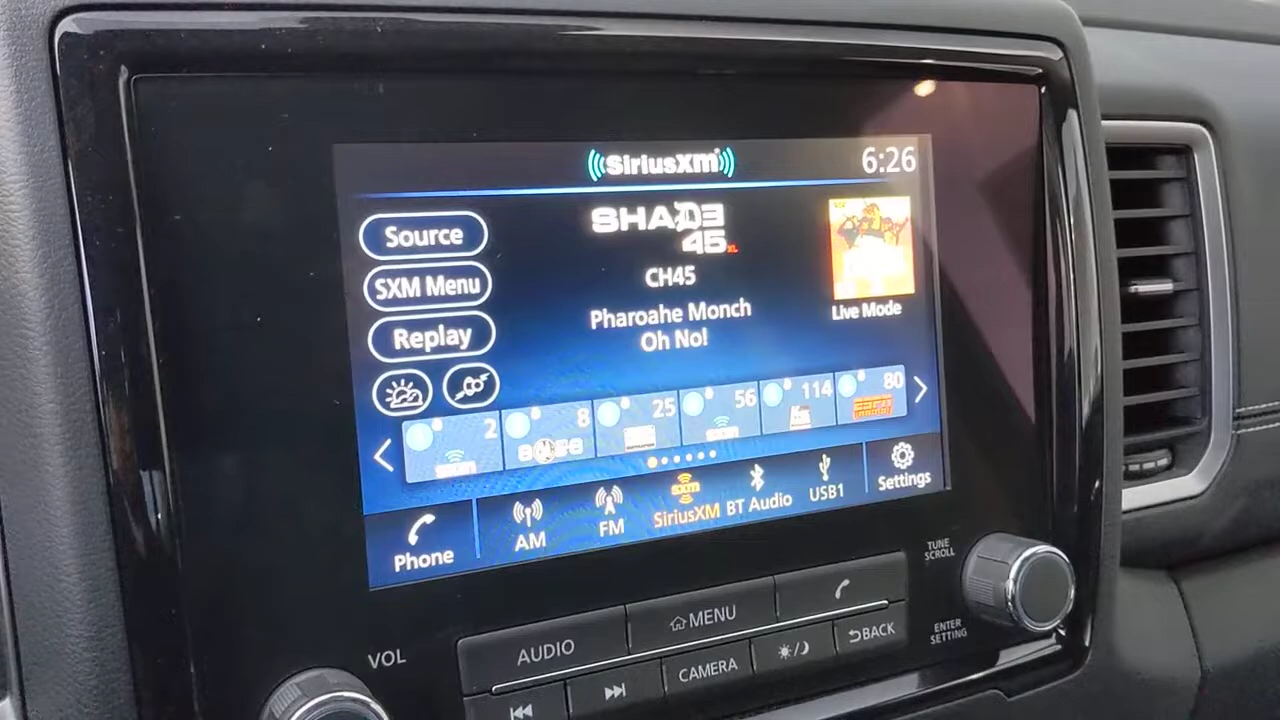 SiriusXM
6:26
Source
SHADE
45
XL
SXM Menu
CH45
Live Mode
Replay
Pharoahe Monch
Oh No!
2
8
25
56
114
80
Phone
AM
FM
sxm
SiriusXM
BT Audio
USB1
Settings
VOL
AUDIO
MENU
TUNE
SCROLL
CAMERA
BACK
ENTER
SETTING